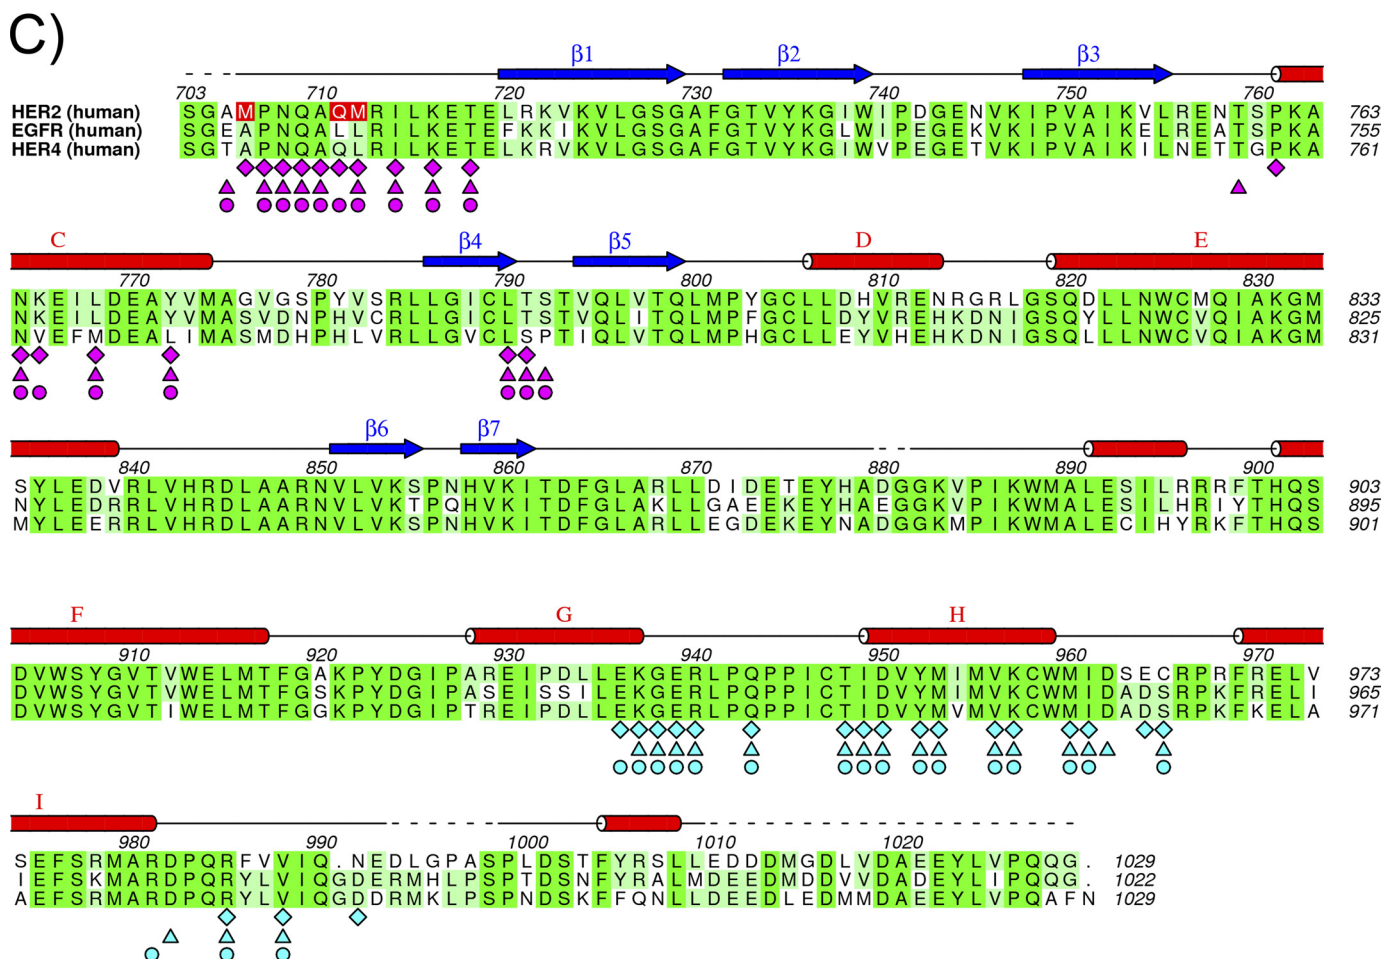 C)
β1 β2 β3
703 710 720 730 740 750 760
HER2 (human) SGAMPNQAQMRILKETELRKVKVLGSGAFGTVYKGIWIPDGENVKIPVAIKVLRENTSPKA 763
EGFR (human) SGEAPNQALLRILKETEFKKIKVLGSGAFGTVYKGLWIPEGEKVKIPVAIKELREATSPKA 755
HER4 (human) SGTAPNQAQLRILKETELKRVKVLGSGAFGTVYKGIWVPEGETVKIPVAIKILNETTGPKA 761
C β4 β5 D E
770 780 790 800 810 820 830
NKEILDEAYVMAGVGSPYVSRLLGICLTSTVQLVTQLMPYGCLLDHVRENRGRLGSQDLLNWCMQIAKGM 833
NKEILDEAYVMASVDNPHVCRLLGICLTSTVQLITQLMPFGCLLDYVREHKDNIGSQYLLNWCVQIAKGM 825
NVEFMDEALIMASMDHPHLVRLLGVCLSPTIQLVTQLMPHGCLLEYVHEHKDNIGSQLLLNWCVQIAKGM 831
β6 β7
840 850 860 870 880 890 900
SYLEDVRLVHRDLAARNVLVKSPNHVKITDFGLARLLDIDETEYHADGGKVPIKWMALESILRRRFTHQS 903
NYLEDRRLVHRDLAARNVLVKTPQHVKITDFGLAKLLGAEEKEYHAEGGKVPIKWMALESILHRIYTHQS 895
MYLEERRLVHRDLAARNVLVKSPNHVKITDFGLARLLEGDEKEYNADGGKMPIKWMALECIHYRKFTHQS 901
F G H
910 920 930 940 950 960 970
DVWSYGVTVWELMTFGAKPYDGIPAREIPDLLEKGERLPQPPICTIDVYMIMVKCWMIDSECRPRFRELV 973
DVWSYGVTVWELMTFGSKPYDGIPASEISSILEKGERLPQPPICTIDVYMIMVKCWMIDADSRPKFRELI 965
DVWSYGVTIWELMTFGGKPYDGIPTREIPDLLEKGERLPQPPICTIDVYMVMVKCWMIDADSRPKFKELA 971
I
980 990 1000 1010 1020
SEFSRMARDPQRFVVIQ.NEDLGPASPLDSTFYRSLLEDDDMGDLVDAEEYLVPQQG. 1029
IEFSKMARDPQRYLVIQGDERMHLPSPTDSNFYRALMDEEDMDDVVDADEYLIPQQG. 1022
AEFSRMARDPQRYLVIQGDDRMKLPSPNDSKFFQNLLDEEDLEDMMDAEEYLVPQAFN 1029